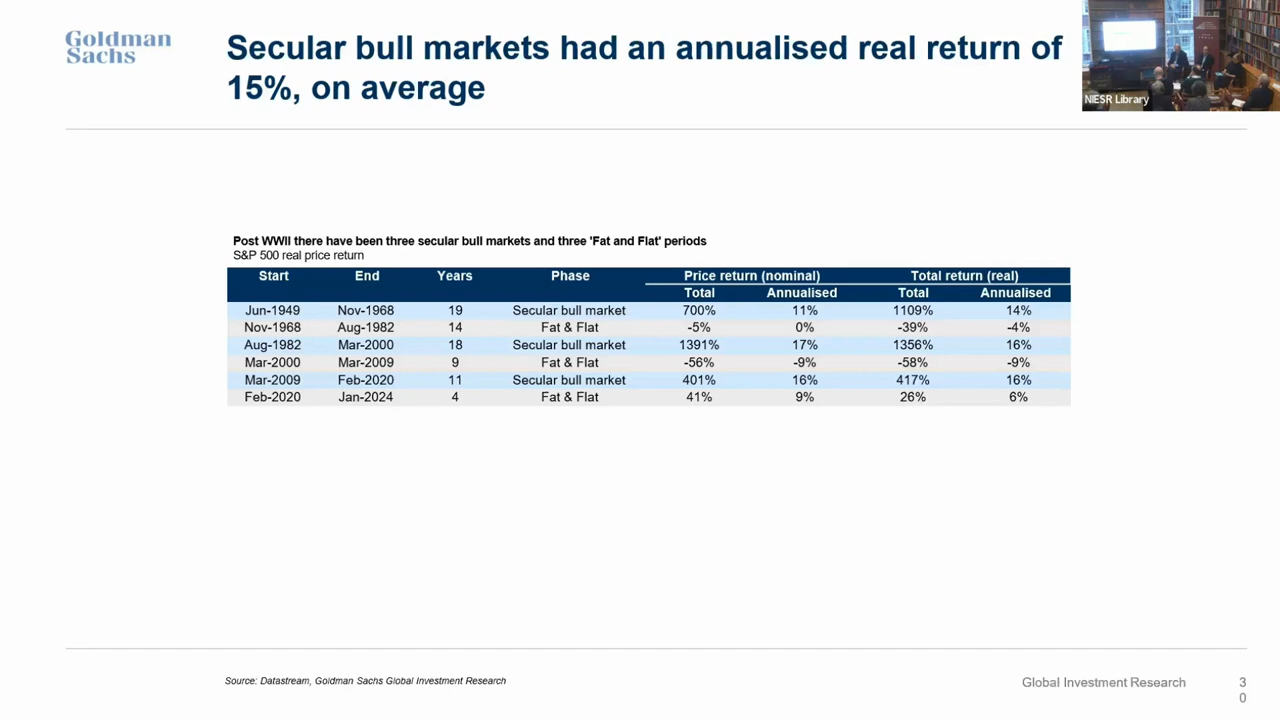 Goldman
Sachs
Secular bull markets had an annualised real return of
15%, on average
NIESR Library
Post WWII there have been three secular bull markets and three 'Fat and Flat' periods
S&P 500 real price return
Start End Years Phase Price return (nominal) Total return (real)
Total Annualised Total Annualised
Jun-1949 Nov-1968 19 Secular bull market 700% 11% 1109% 14%
Nov-1968 Aug-1982 14 Fat & Flat -5% 0% -39% -4%
Aug-1982 Mar-2000 18 Secular bull market 1391% 17% 1356% 16%
Mar-2000 Mar-2009 9 Fat & Flat -56% -9% -58% -9%
Mar-2009 Feb-2020 11 Secular bull market 401% 16% 417% 16%
Feb-2020 Jan-2024 4 Fat & Flat 41% 9% 26% 6%
Source: Datastream, Goldman Sachs Global Investment Research
Global Investment Research 3
0